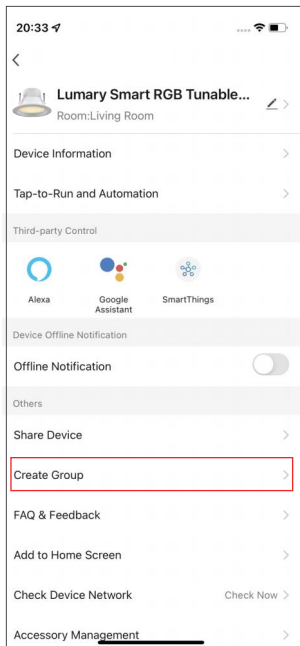 20:33
Lumary Smart RGB Tunable...
Room:Living Room
Device Information
Tap-to-Run and Automation
Third-party Control
Alexa
Google
Assistant
SmartThings
Device Offline Notification
Offline Notification
Others
Share Device
Create Group
FAQ & Feedback
Add to Home Screen
Check Device Network
Check Now
Accessory Management